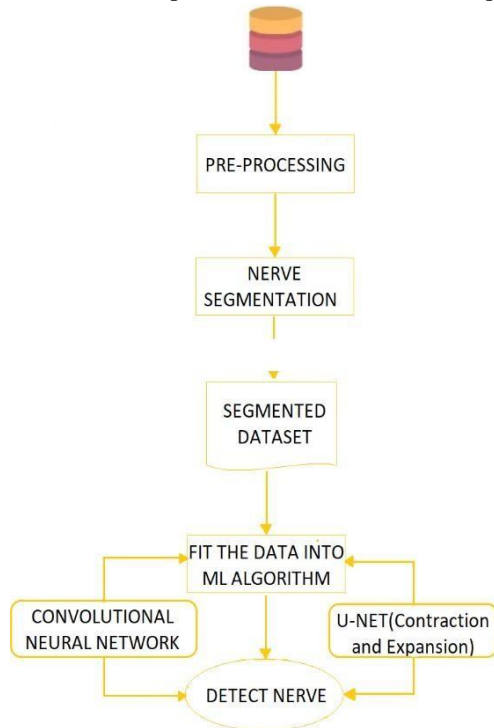 PRE-PROCESSING
NERVE
SEGMENTATION
SEGMENTED
DATASET
FIT THE DATA INTO
ML ALGORITHM
CONVOLUTIONAL
NEURAL NETWORK
U-NET(Contraction
and Expansion)
DETECT NERVE